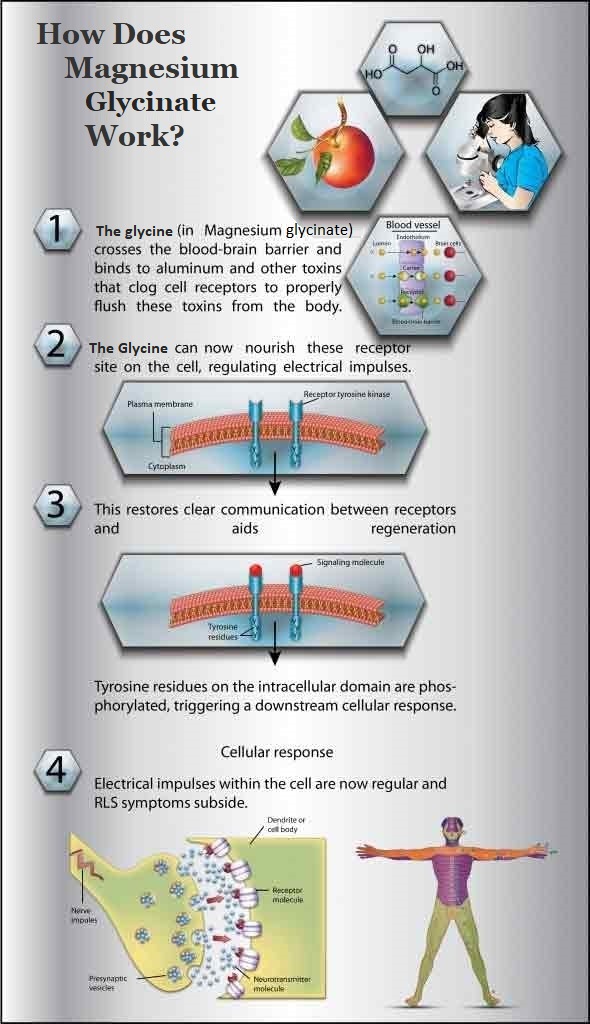 How Does
Magnesium
Glycinate
Work?
O
OH
HO
OH
O
1
The glycine (in Magnesium glycinate)
crosses the blood-brain barrier and
binds to aluminum and other toxins
that clog cell receptors to properly
flush these toxins from the body.
Blood vessel
Endothelium
Lumen
Brain cells
Carrier
Receptor
Blood-brain barrier
2
The Glycine can now nourish these receptor
site on the cell, regulating electrical impulses.
Plasma membrane
Receptor tyrosine kinase
Cytoplasm
3
This restores clear communication between receptors
and aids regeneration
Signaling molecule
Tyrosine
residues
Tyrosine residues on the intracellular domain are phos-
phorylated, triggering a downstream cellular response.
Cellular response
4
Electrical impulses within the cell are now regular and
RLS symptoms subside.
Dendrite or
cell body
Nerve
impules
Receptor
molecule
Presynaptic
vesicles
Neurotransmitter
molecule